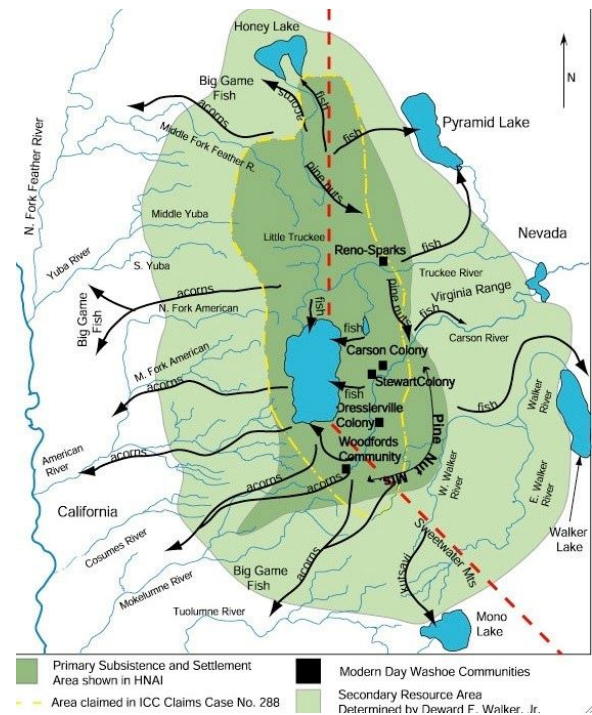 Honey Lake
N
Big Game
Fish
acorns
acorns
fish
fish
Pyramid Lake
N. Fork Feather River
Middle Fork Feather R.
pine nuts
Middle Yuba
Nevada
Little Truckee
Reno-Sparks
fish
Yuba River
S. Yuba
Truckee River
acorns
pine nuts
Virginia Range
Big Game
Fish
N. Fork American
fish
fish
fish
Carson River
M. Fork American
Carson Colony
StewartColony
acorns
fish
fish
Walker
River
Dresslerville
Colony
Pine Nut Mts.
American
River
acorns
Woodfords
Community
W. Walker
River
E. Walker
River
acorns
California
Walker
Lake
Cosumes River
Sweetwater Mts
Big Game
Fish
acorns
Mokelumne River
kutsavi
Tuolumne River
Mono
Lake
Primary Subsistence and Settlement
Area shown in HNAI
Modern Day Washoe Communities
Area claimed in ICC Claims Case No. 288
Secondary Resource Area
Determined by Deward E. Walker, Jr.